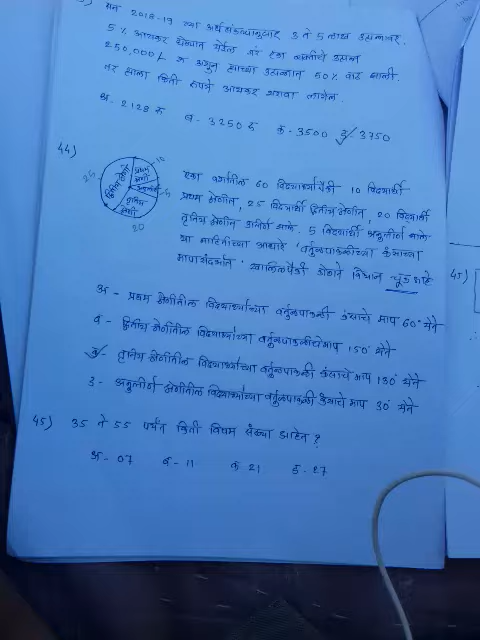 सन 2018-19 च्या अर्थसंकल्पानुसार 3 ते 5 लाख उत्पन्नावर
5% आयकर घेण्यात येईल जर एका व्यक्तीचे उत्पन्न
250,000/- रू असुन त्याच्या उत्पन्नात 50% वाढ झाली.
तर त्याला किती रुपये आयकर भरावा लागेल.
अ- 2128 रु ब- 3250 रु क- 3500 ड- 3750
44)
10
प्रथम श्रेणी
द्वितीय श्रेणी
25
5
तृतीय श्रेणी
20
एका वर्गातील 60 विद्यार्थ्यांपैकी 10 विद्यार्थी
प्रथम श्रेणीत, 25 विद्यार्थी द्वितीय श्रेणीत, 20 विद्यार्थी
तृतीय श्रेणीत उत्तीर्ण झाले. 5 विद्यार्थी अनुत्तीर्ण झाले
या माहितीच्या आधारे 'वर्तुळपाकळीच्या कंसाच्या
मापासंदर्भात' खालीलपैकी कोणते विधान चूक आहे
अ - प्रथम श्रेणीतील विद्यार्थ्यांच्या वर्तुळपाकळी कंसाचे माप 60° येते
ब - द्वितीय श्रेणीतील विद्यार्थ्यांच्या वर्तुळपाकळीचे माप 150° येते
क - तृतीय श्रेणीतील विद्यार्थ्यांच्या वर्तुळपाकळी कंसाचे माप 130° येते
ड - अनुत्तीर्ण श्रेणीतील विद्यार्थ्यांच्या वर्तुळपाकळी कंसाचे माप 30° येते
45) 35 ते 55 पर्यंत किती विषम संख्या आहेत ?
अ- 07 ब- 11 क- 21 ड- 27
45)